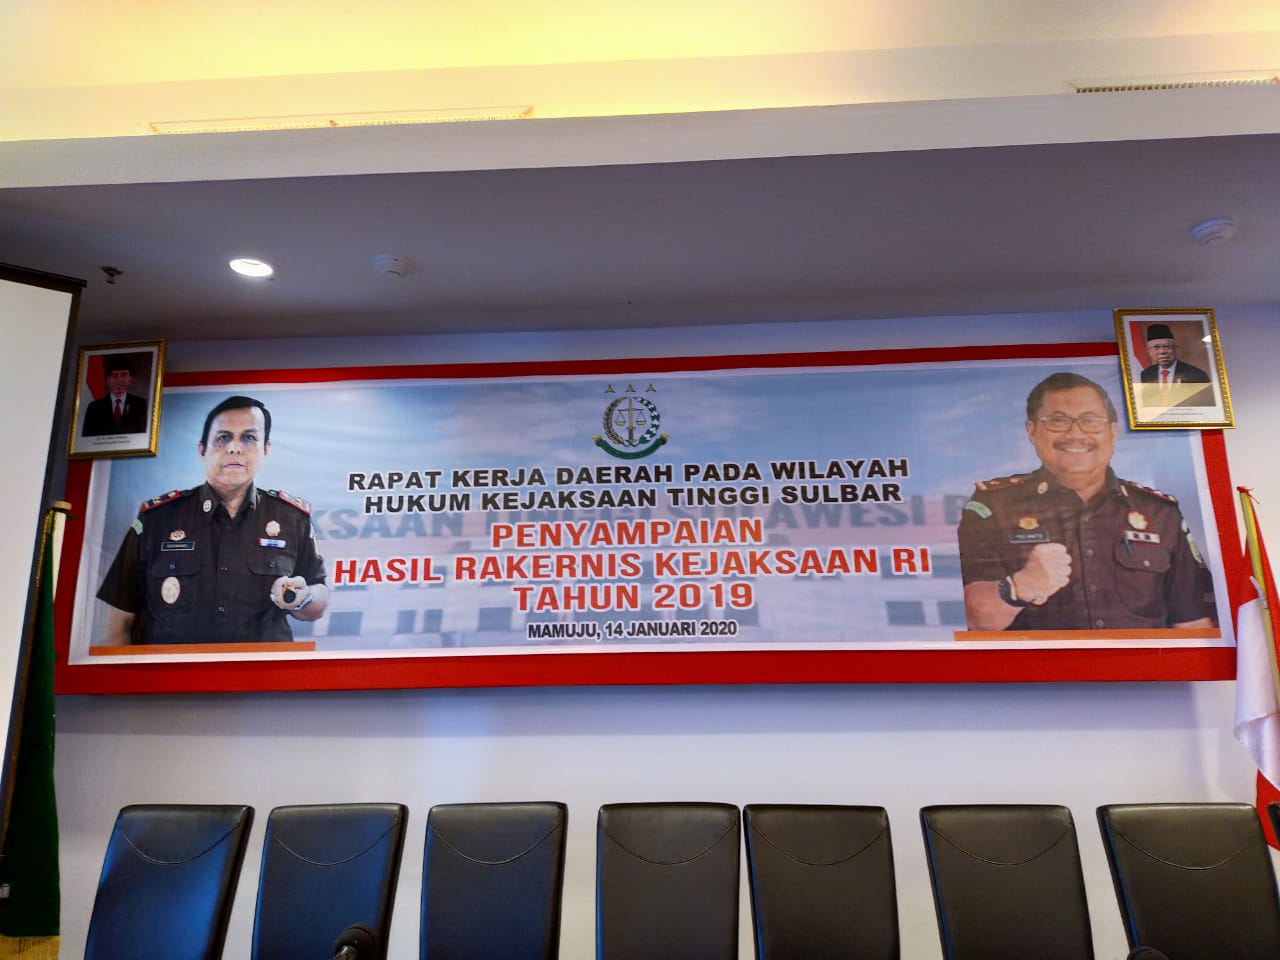 RAPAT KERJA DAERAH PADA WILAYAH
HUKUM KEJAKSAAN TINGGI SULBAR
PENYAMPAIAN
HASIL RAKERNIS KEJAKSAAN RI
TAHUN 2019
MAMUJU, 14 JANUARI 2020